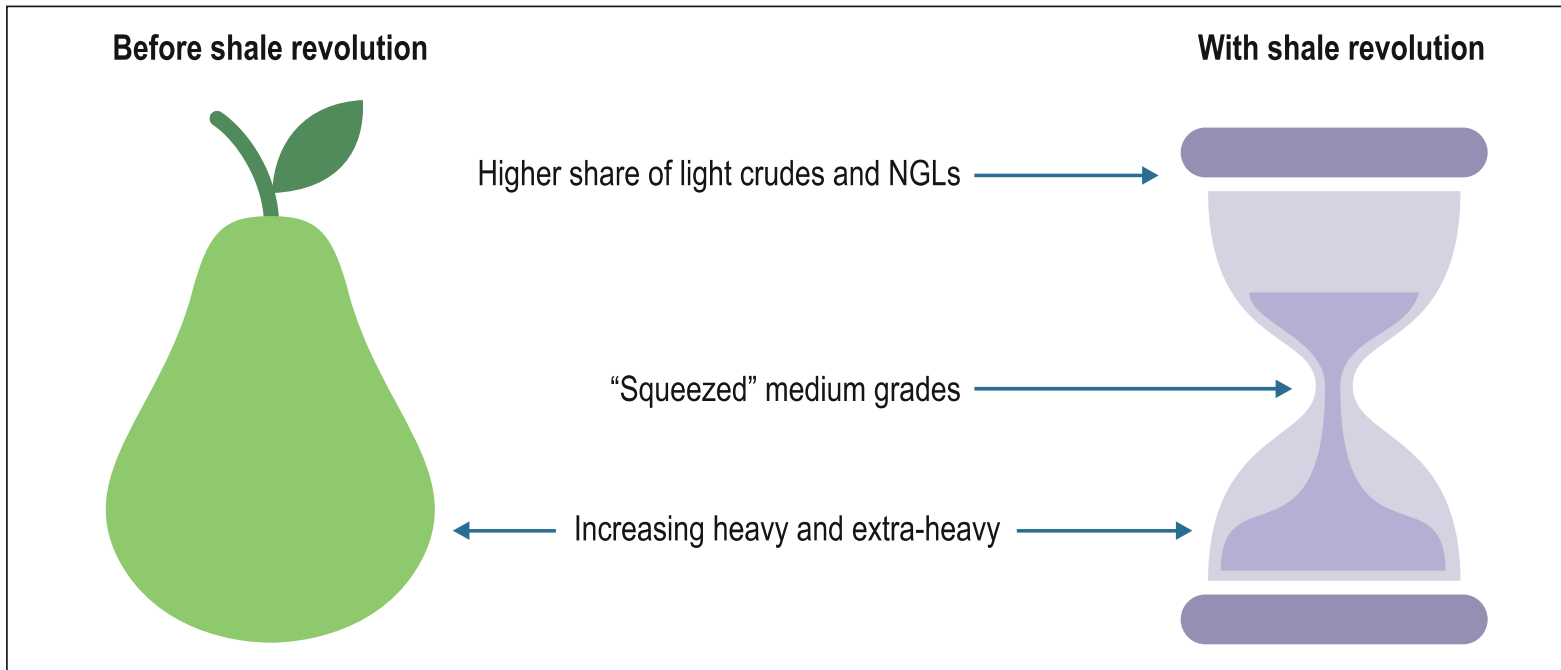 Before shale revolution
With shale revolution
Higher share of light crudes and NGLs
“Squeezed” medium grades
Increasing heavy and extra-heavy